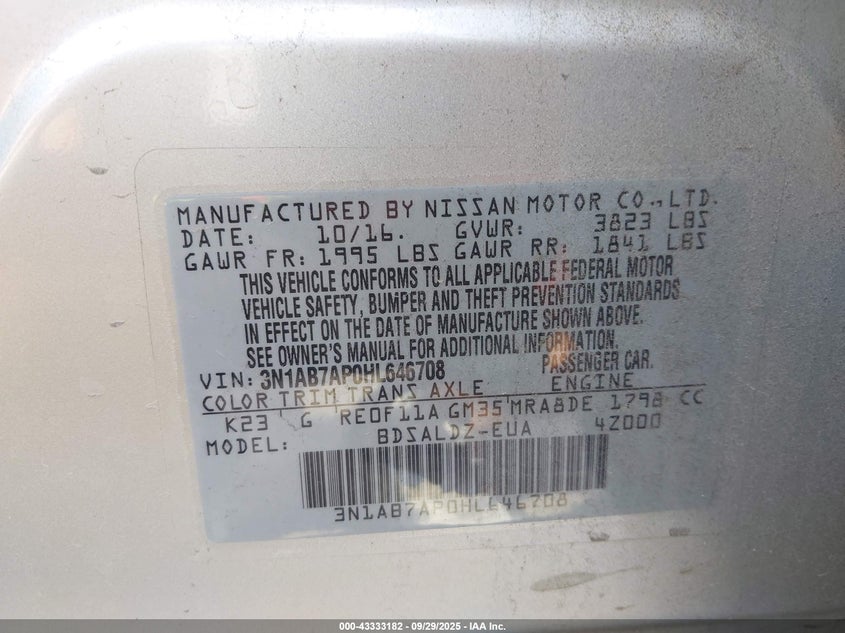 MANUFACTURED BY NISSAN MOTOR CO., LTD.
DATE: 10/16. GVWR: 3823 LBS
GAWR FR: 1995 LBS GAWR RR: 1841 LBS
THIS VEHICLE CONFORMS TO ALL APPLICABLE FEDERAL MOTOR
VEHICLE SAFETY, BUMPER AND THEFT PREVENTION STANDARDS
IN EFFECT ON THE DATE OF MANUFACTURE SHOWN ABOVE.
SEE OWNER'S MANUAL FOR ADDITIONAL INFORMATION.
PASSENGER CAR.
VIN: 3N1AB7AP0HL646708
COLOR TRIM TRANS AXLE ENGINE
K23 G RE0F11A GM35 MRA8DE 1798 CC
MODEL: BDSALDZ-EUA 4Z000
3N1AB7AP0HL646708
000-43333182 | 09/29/2025 - IAA Inc.